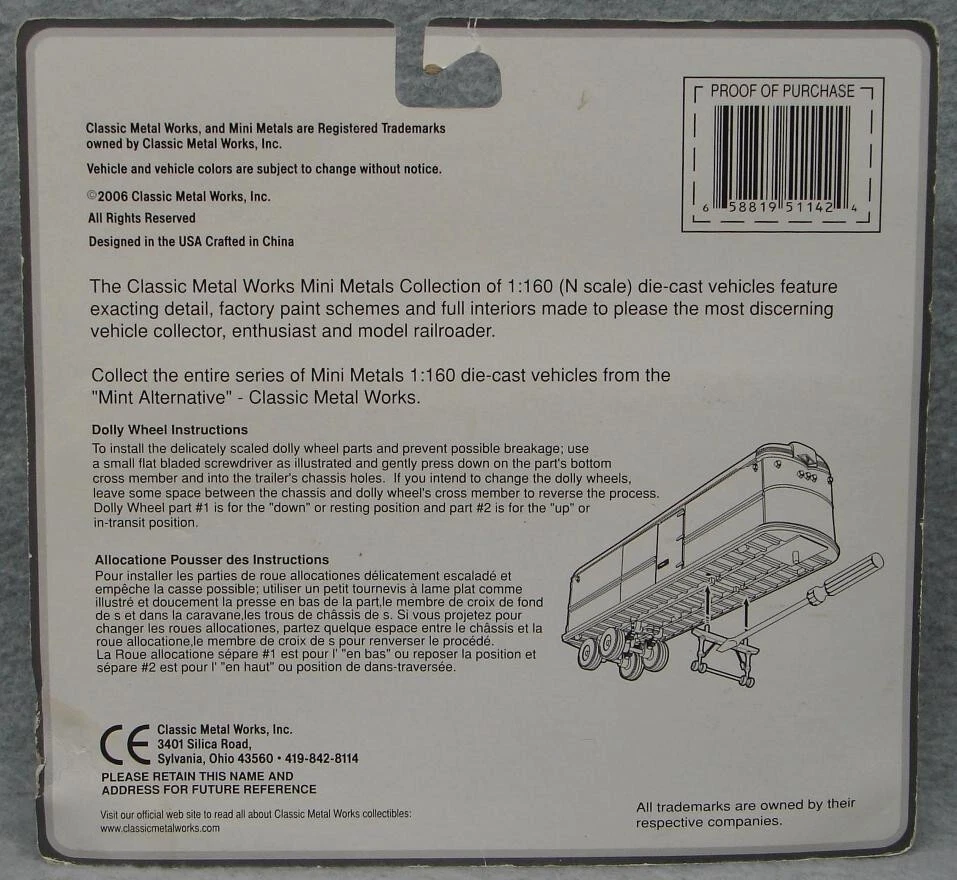 PROOF OF PURCHASE
6 58819 51142 4
Classic Metal Works, and Mini Metals are Registered Trademarks
owned by Classic Metal Works, Inc.
Vehicle and vehicle colors are subject to change without notice.
©2006 Classic Metal Works, Inc.
All Rights Reserved
Designed in the USA Crafted in China
The Classic Metal Works Mini Metals Collection of 1:160 (N scale) die-cast vehicles feature
exacting detail, factory paint schemes and full interiors made to please the most discerning
vehicle collector, enthusiast and model railroader.
Collect the entire series of Mini Metals 1:160 die-cast vehicles from the
"Mint Alternative" - Classic Metal Works.
Dolly Wheel Instructions
To install the delicately scaled dolly wheel parts and prevent possible breakage; use
a small flat bladed screwdriver as illustrated and gently press down on the part's bottom
cross member and into the trailer's chassis holes. If you intend to change the dolly wheels,
leave some space between the chassis and dolly wheel's cross member to reverse the process.
Dolly Wheel part #1 is for the "down" or resting position and part #2 is for the "up" or
in-transit position.
Allocatione Pousser des Instructions
Pour installer les parties de roue allocationes délicatement escaladé et
empêche la casse possible; utiliser un petit tournevis à lame plat comme
illustré et doucement la presse en bas de la part,le membre de croix de fond
de s et dans la caravane,les trous de châssis de s. Si vous projetez pour
changer les roues allocationes, partez quelque espace entre le châssis et la
roue allocatione,le membre de croix de s pour renverser le procédé.
La Roue allocatione sépare #1 est pour l' "en bas" ou reposer la position et
sépare #2 est pour l' "en haut" ou position de dans-traversée.
CE
Classic Metal Works, Inc.
3401 Silica Road,
Sylvania, Ohio 43560 • 419-842-8114
PLEASE RETAIN THIS NAME AND
ADDRESS FOR FUTURE REFERENCE
Visit our official web site to read all about Classic Metal Works collectibles:
www.classicmetalworks.com
All trademarks are owned by their
respective companies.